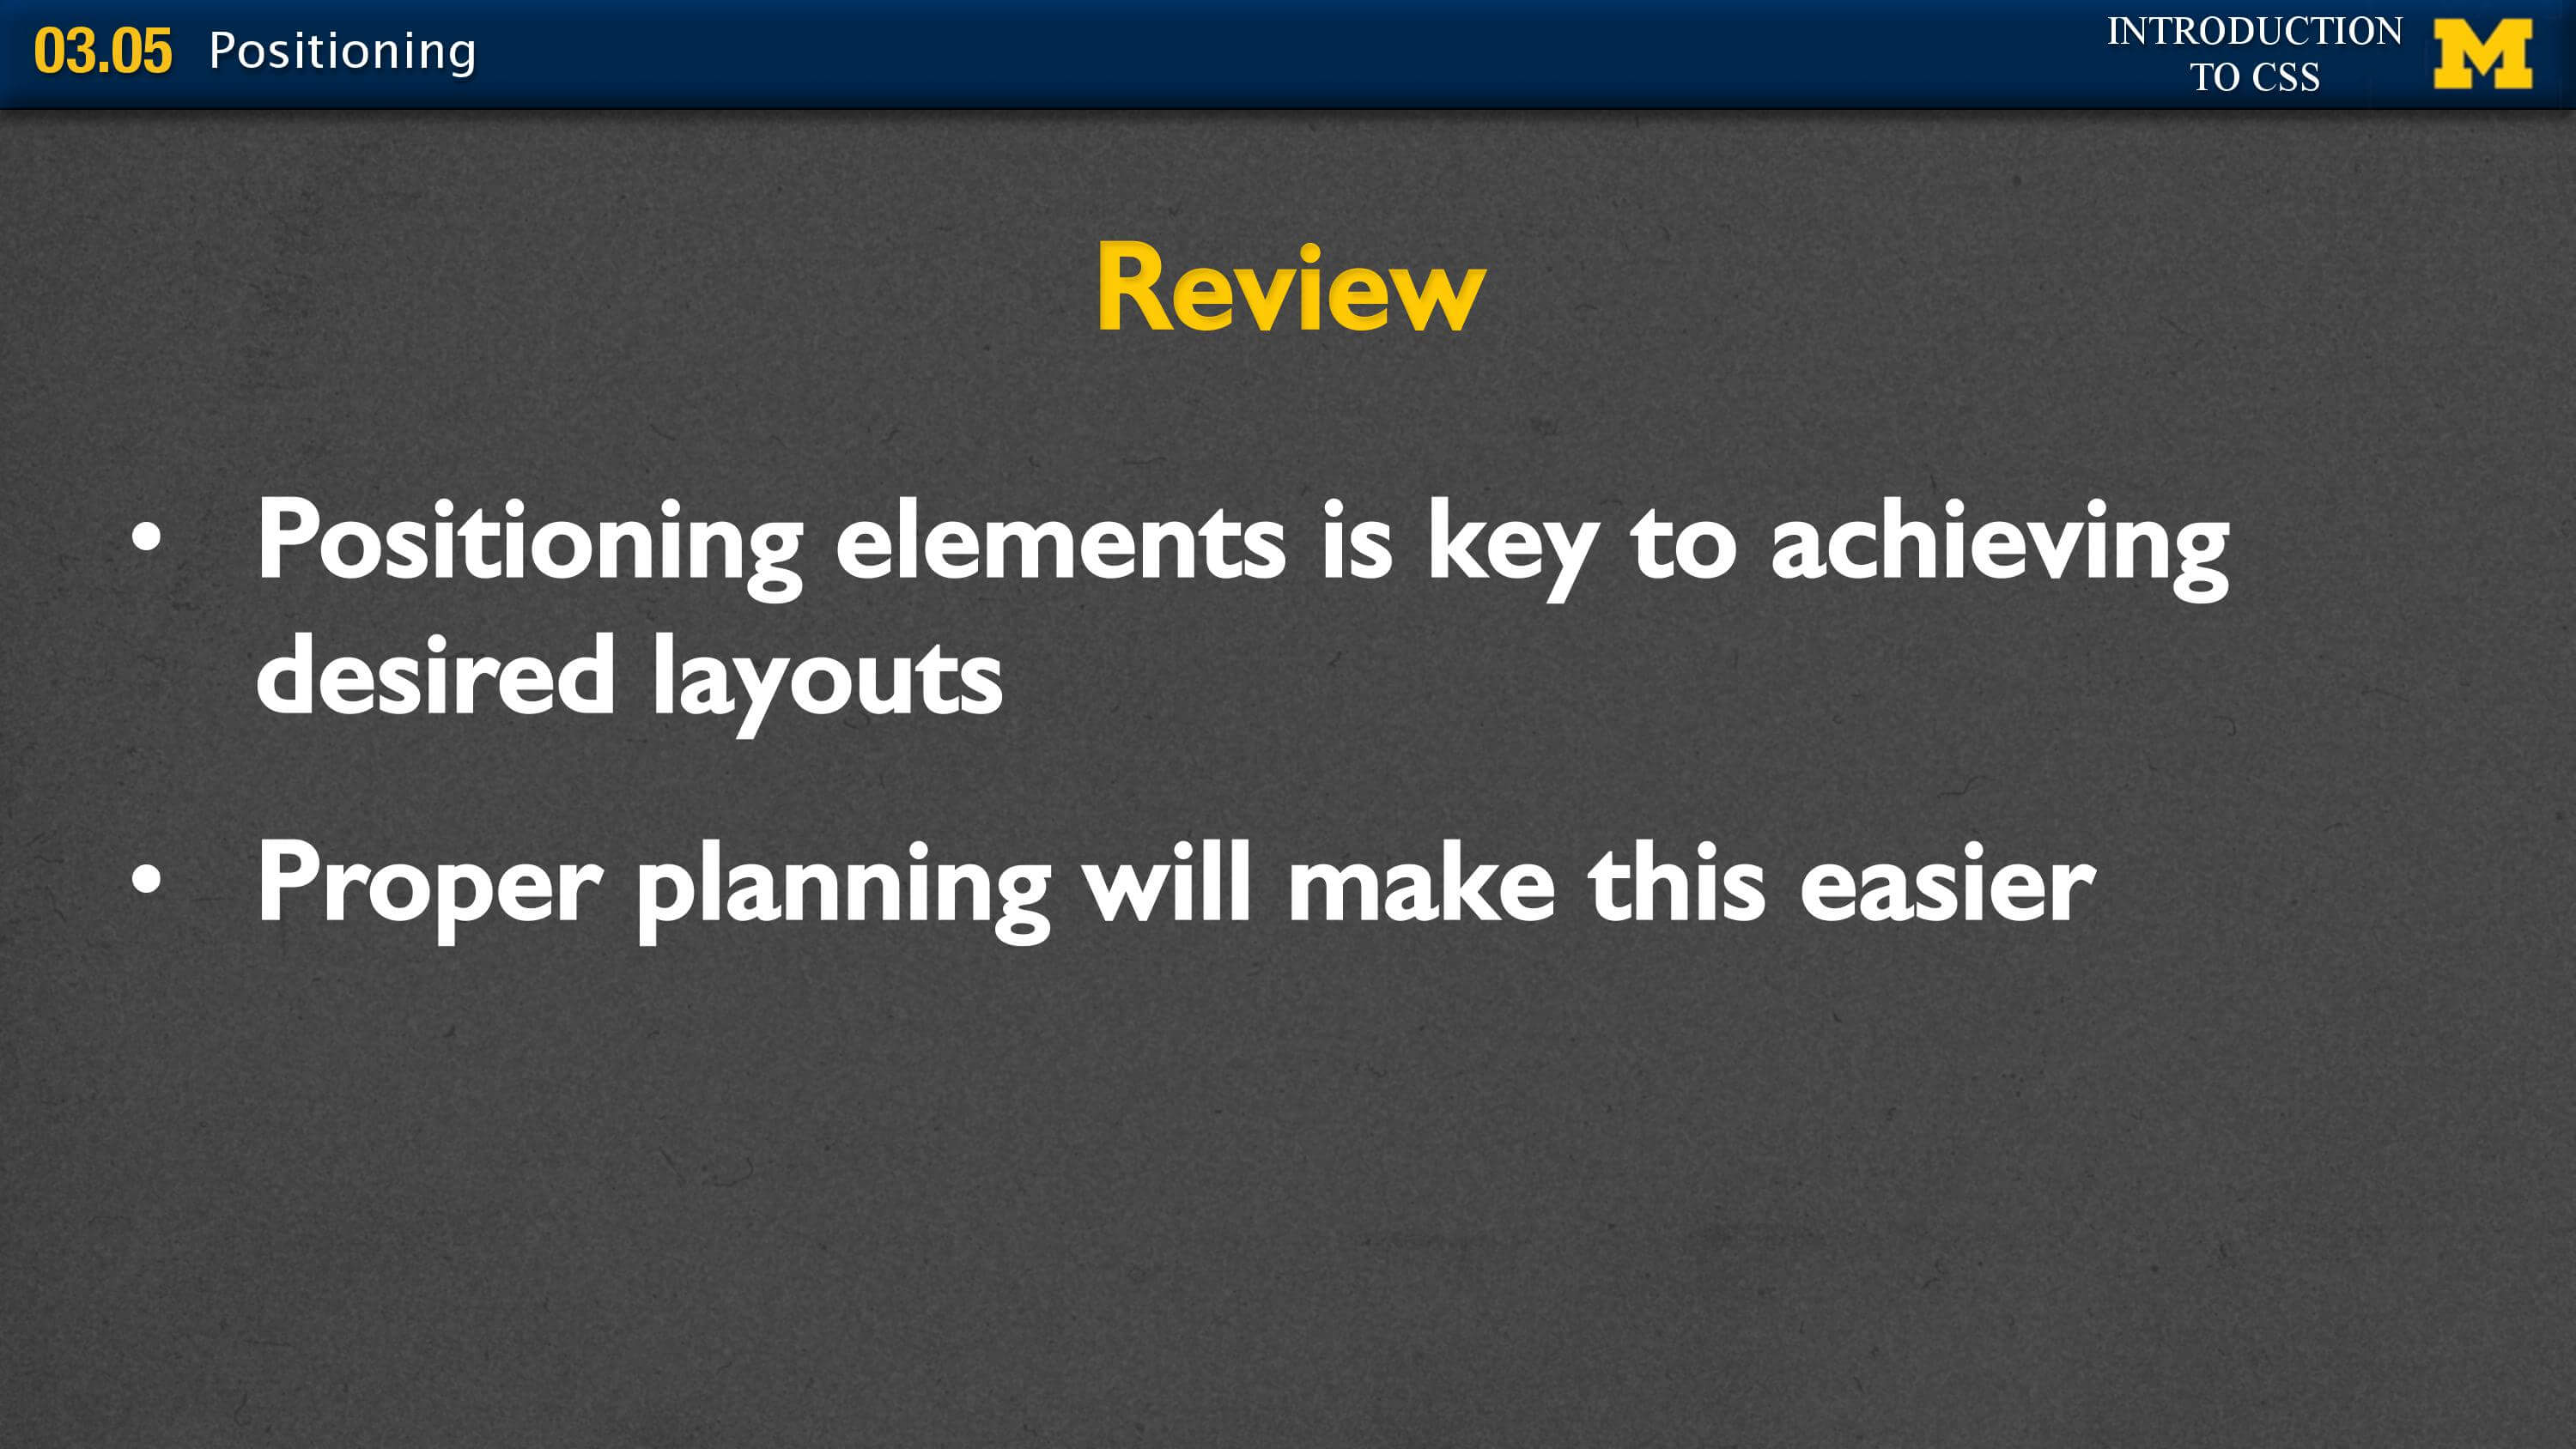 03.05 Positioning
INTRODUCTION
TO CSS
M
Review
• Positioning elements is key to achieving
desired layouts
• Proper planning will make this easier